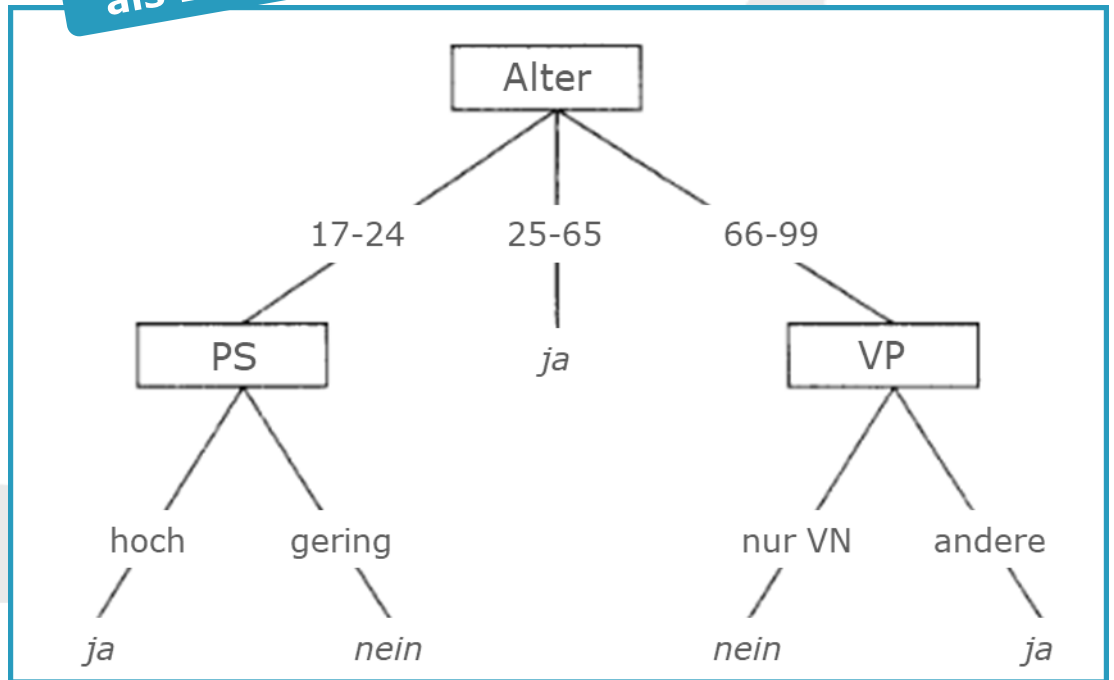 als
Alter
17-24 25-65 66-99
PS ja VP
hoch gering nur VN andere
ja nein nein ja